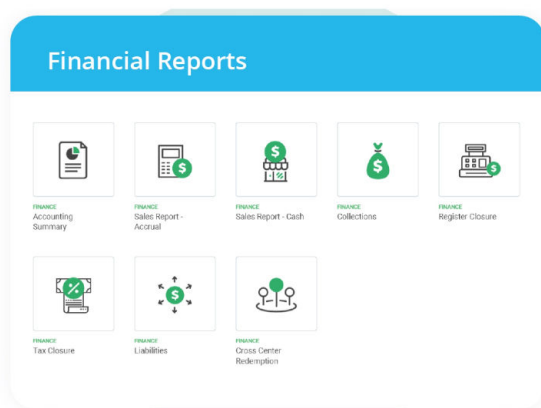 Financial Reports
FINANCE
Accounting
Summary
FINANCE
Sales Report -
Accrual
FINANCE
Sales Report - Cash
FINANCE
Collections
FINANCE
Register Closure
FINANCE
Tax Closure
FINANCE
Liabilities
FINANCE
Cross Center
Redemption